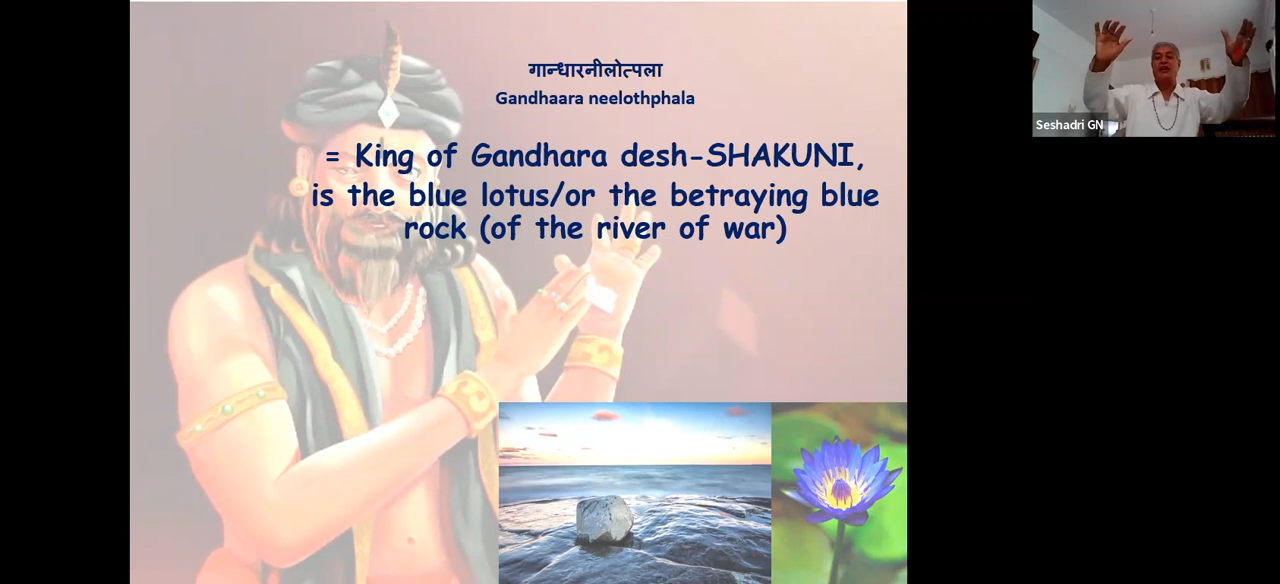 गान्धारनीलोत्पला
Gandhaara neelothphala
= King of Gandhara desh-SHAKUNI,
is the blue lotus/or the betraying blue
rock (of the river of war)
Seshadri GN